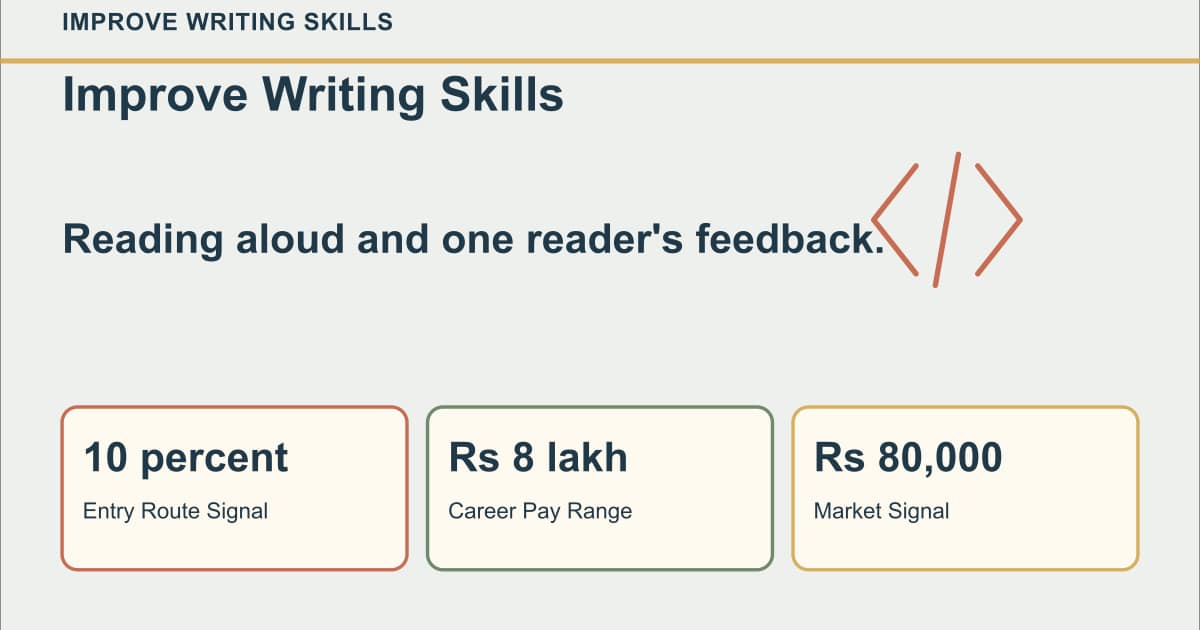 IMPROVE WRITING SKILLS
Improve Writing Skills
Reading aloud and one reader's feedback.
10 percent
Entry Route Signal
Rs 8 lakh
Career Pay Range
Rs 80,000
Market Signal